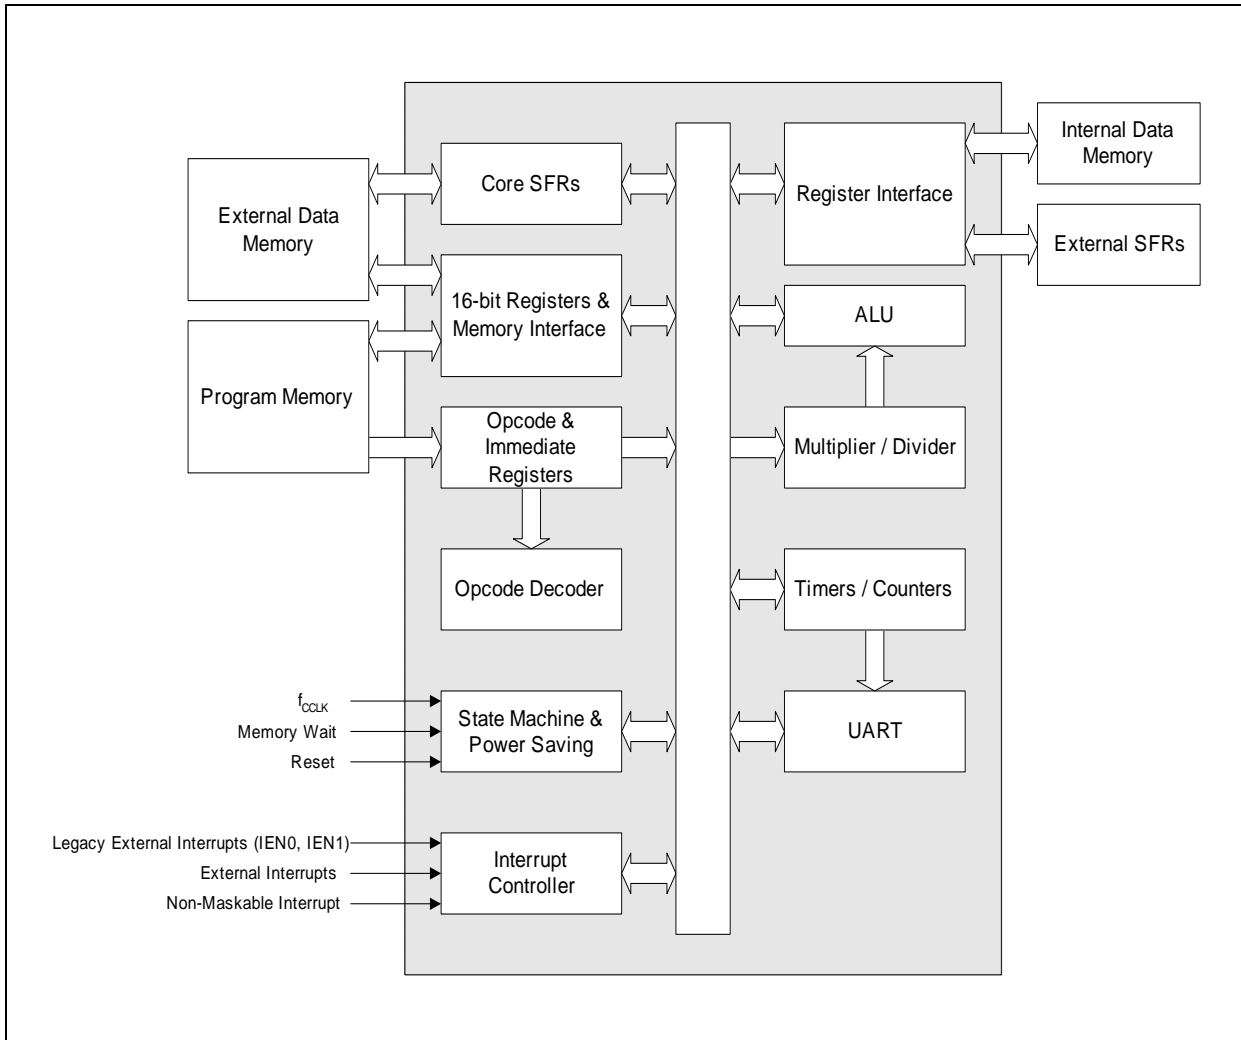 Internal Data
Memory
Core SFRs
Register Interface
External Data
Memory
External SFRs
16-bit Registers &
Memory Interface
ALU
Program Memory
Opcode &
Immediate
Registers
Multiplier / Divider
Opcode Decoder
Timers / Counters
fCCLK
Memory Wait
Reset
State Machine &
Power Saving
UART
Legacy External Interrupts (IEN0, IEN1)
External Interrupts
Non-Maskable Interrupt
Interrupt
Controller